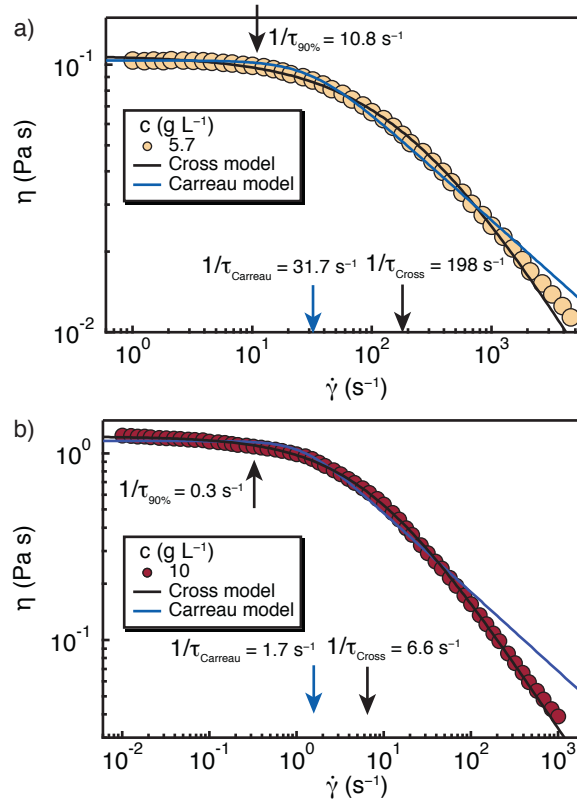 a)
1/τ90% = 10.8 s⁻¹
10⁻¹
η (Pa s)
c (g L⁻¹)
5.7
Cross model
Carreau model
1/τCarreau = 31.7 s⁻¹
1/τCross = 198 s⁻¹
10⁻²
10⁰ 10¹ 10² 10³
γ̇ (s⁻¹)
b)
10⁰
1/τ90% = 0.3 s⁻¹
η (Pa s)
c (g L⁻¹)
10
Cross model
Carreau model
10⁻¹
1/τCarreau = 1.7 s⁻¹
1/τCross = 6.6 s⁻¹
10⁻² 10⁻¹ 10⁰ 10¹ 10² 10³
γ̇ (s⁻¹)